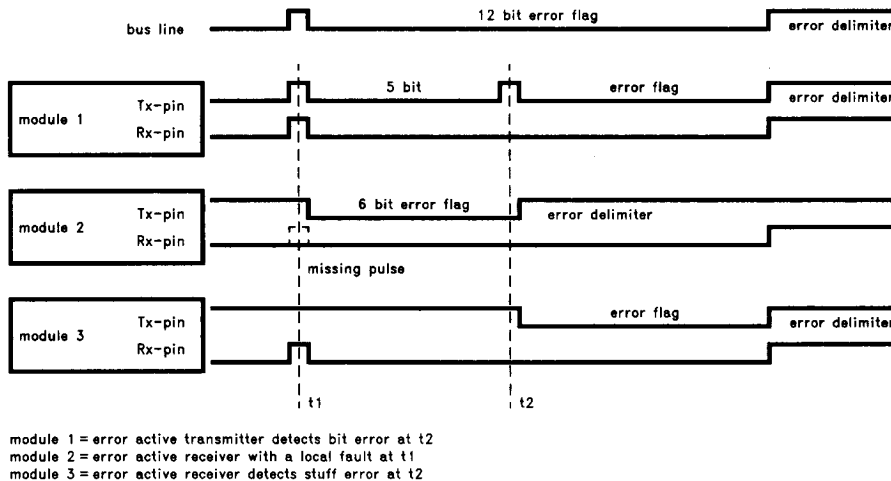 12 bit error flag
bus line
error delimiter
5 bit
error flag
Tx-pin
error delimiter
module 1
Rx-pin
6 bit error flag
Tx-pin
error delimiter
module 2
Rx-pin
missing pulse
error flag
Tx-pin
error delimiter
module 3
Rx-pin
t1
t2
module 1 = error active transmitter detects bit error at t2
module 2 = error active receiver with a local fault at t1
module 3 = error active receiver detects stuff error at t2